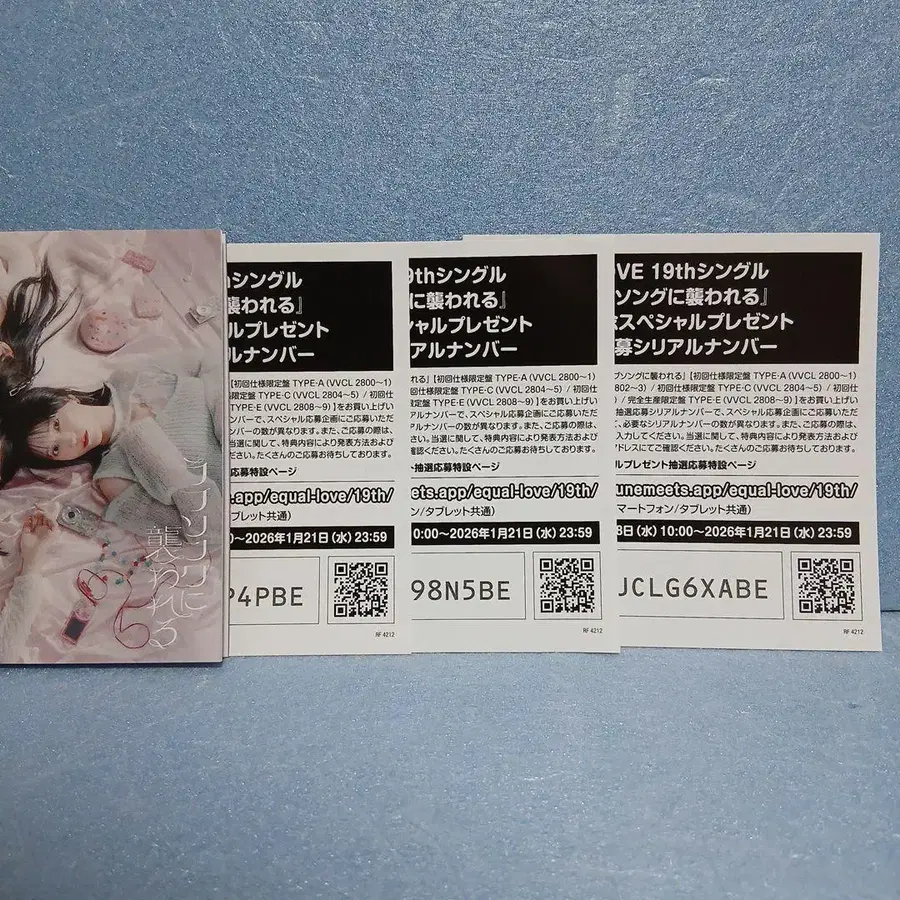 ラブソングに
襲われる
thシングル
襲われる』
ルプレゼント
ルナンバー
【初回仕様限定盤 TYPE-A (VVCL 2800~1)
C (VVCL 2804~5) / 初回仕
TYPE-E (VVCL 2808~9) 】をお買い上げい
ルナンバーで、スペシャル応募企画にご応募いただ
ンバーの数が異なります。また、ご応募の際は、
当選に関して、特典内容により発表方法および
ださい。たくさんのご応募お待ちしております。
応募特設ページ
s.app/equal-love/19th/
ブレット共通)
0~2026年1月21日(水) 23:59
P4PBE
RF 4212
9thシングル
に襲われる』
シャルプレゼント
アルナンバー
れる」【初回仕様限定盤 TYPE-A (VVCL 2800~1)
TYPE-C (VVCL 2804~5) / 初回仕
定盤 TYPE-E (VVCL 2808~9) 】をお買い上げい
アルナンバーで、スペシャル応募企画にご応募いただ
ルナンバーの数が異なります。また、ご応募の際は、
さい。当選に関して、特典内容により発表方法および
確認ください。たくさんのご応募お待ちしております。
抽選応募特設ページ
eets.app/equal-love/19th/
ン/タブレット共通)
0:00~2026年1月21日(水) 23:59
98N5BE
RF 4212
OVE 19thシングル
ソングに襲われる』
念スペシャルプレゼント
募シリアルナンバー
ブソングに襲われる」【初回仕様限定盤 TYPE-A (VVCL 2800~1)
2802~3) / 初回仕様限定盤 TYPE-C (VVCL 2804~5) / 初回仕
) / 完全生産限定盤 TYPE-E (VVCL 2808~9) 】をお買い上げい
抽選応募シリアルナンバーで、スペシャル応募企画にご応募いただ
て、必要なシリアルナンバーの数が異なります。また、ご応募の際は、
入力してください。当選に関して、特典内容により発表方法および
アドレスにてご確認ください。たくさんのご応募お待ちしております。
ルプレゼント抽選応募特設ページ
unemeets.app/equal-love/19th/
マートフォン/タブレット共通)
8日(水) 10:00~2026年1月21日(水) 23:59
JCLG6XABE
RF 4212